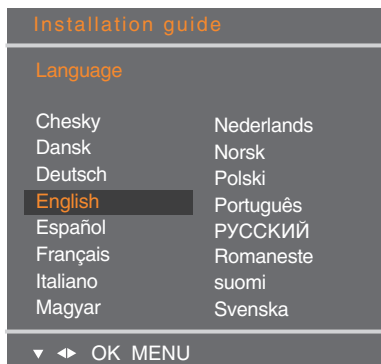 Installation guide
Language
Chesky
Dansk
Deutsch
English
Español
Français
Italiano
Magyar
Nederlands
Norsk
Polski
Português
РУССКИЙ
Romaneste
suomi
Svenska
OK MENU